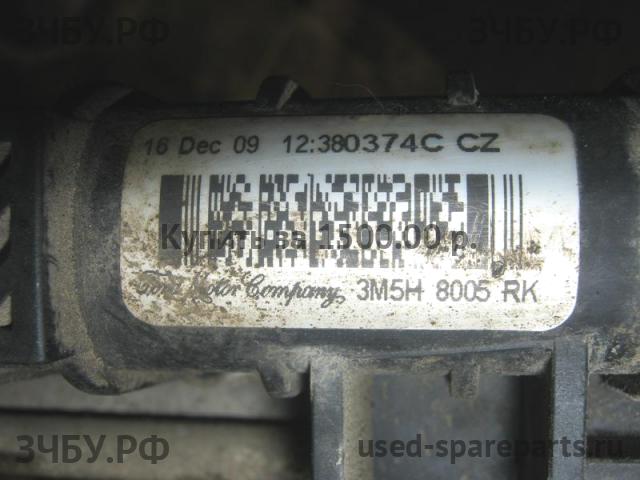 ЗЧБУ.РФ
ЗЧБУ.РФ
16 Dec 09 12:380374C CZ
Купить за 1500.00 р.
Ford Motor Company 3M5H 8005 RK
ЗЧБУ.РФ
used-spareparts.ru